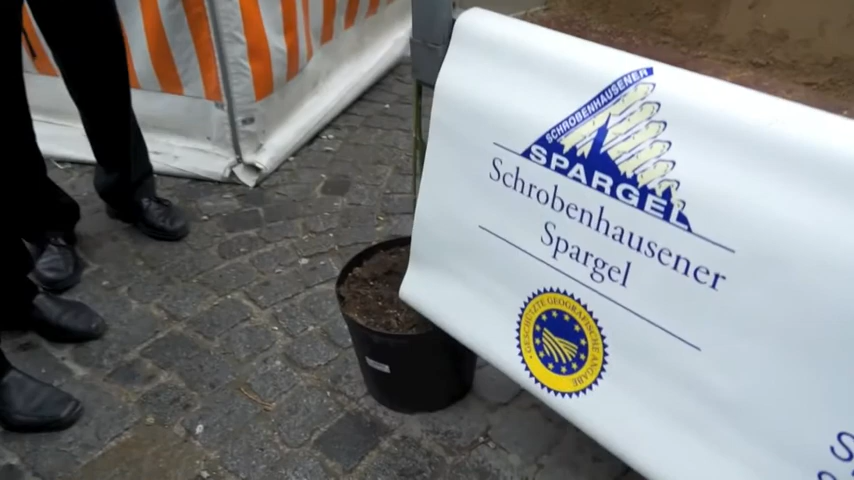 SCHROBENHAUSENER
SPARGEL
Schrobenhausener
Spargel
GESCHÜTZTE GEOGRAFISCHE ANGABE